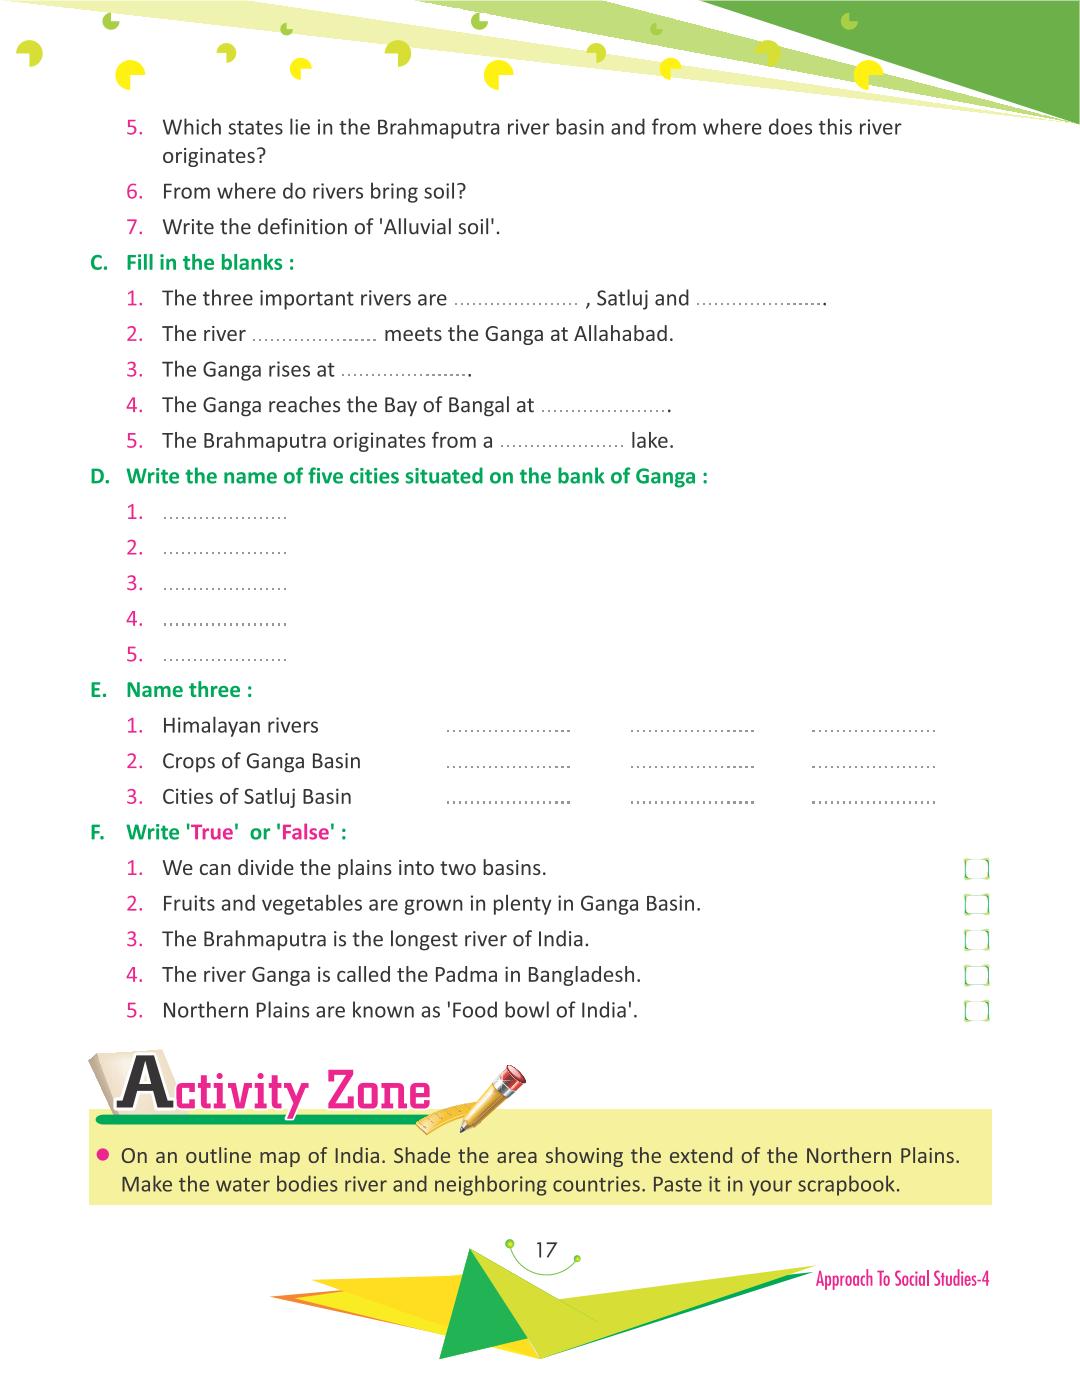 5. Which states lie in the Brahmaputra river basin and from where does this river
originates?
6. From where do rivers bring soil?
7. Write the definition of 'Alluvial soil'.
C. Fill in the blanks :
1. The three important rivers are ..................... , Satluj and ......................
2. The river ..................... meets the Ganga at Allahabad.
3. The Ganga rises at ......................
4. The Ganga reaches the Bay of Bangal at ......................
5. The Brahmaputra originates from a ..................... lake.
D. Write the name of five cities situated on the bank of Ganga :
1. .....................
2. .....................
3. .....................
4. .....................
5. .....................
E. Name three :
1. Himalayan rivers ..................... ..................... .....................
2. Crops of Ganga Basin ..................... ..................... .....................
3. Cities of Satluj Basin ..................... ..................... .....................
F. Write 'True' or 'False' :
1. We can divide the plains into two basins.
2. Fruits and vegetables are grown in plenty in Ganga Basin.
3. The Brahmaputra is the longest river of India.
4. The river Ganga is called the Padma in Bangladesh.
5. Northern Plains are known as 'Food bowl of India'.
Activity Zone
● On an outline map of India. Shade the area showing the extend of the Northern Plains.
Make the water bodies river and neighboring countries. Paste it in your scrapbook.
17
Approach To Social Studies-4